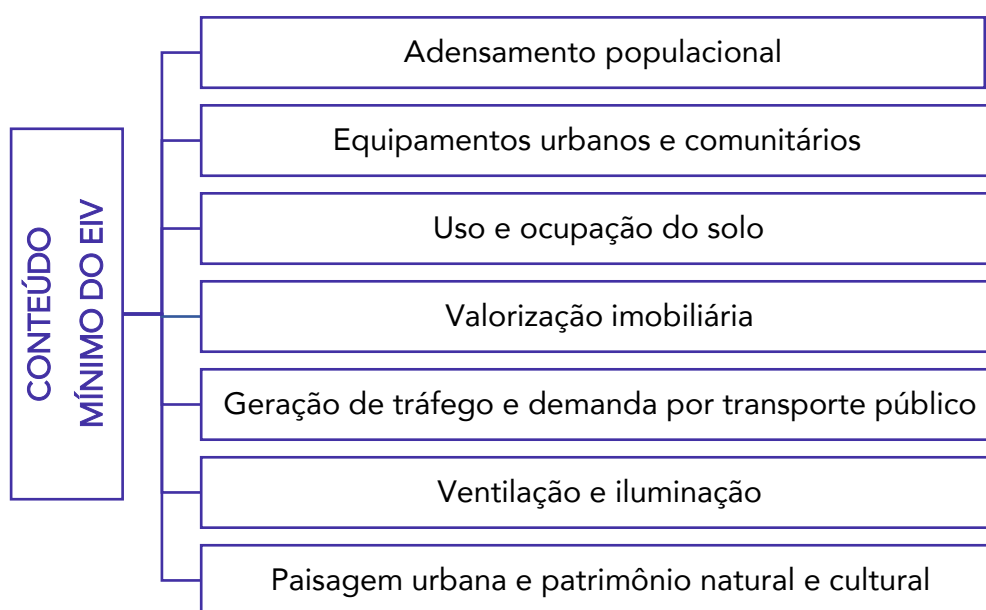 CONTEÚDO
MÍNIMO DO EIV
Adensamento populacional
Equipamentos urbanos e comunitários
Uso e ocupação do solo
Valorização imobiliária
Geração de tráfego e demanda por transporte público
Ventilação e iluminação
Paisagem urbana e patrimônio natural e cultural